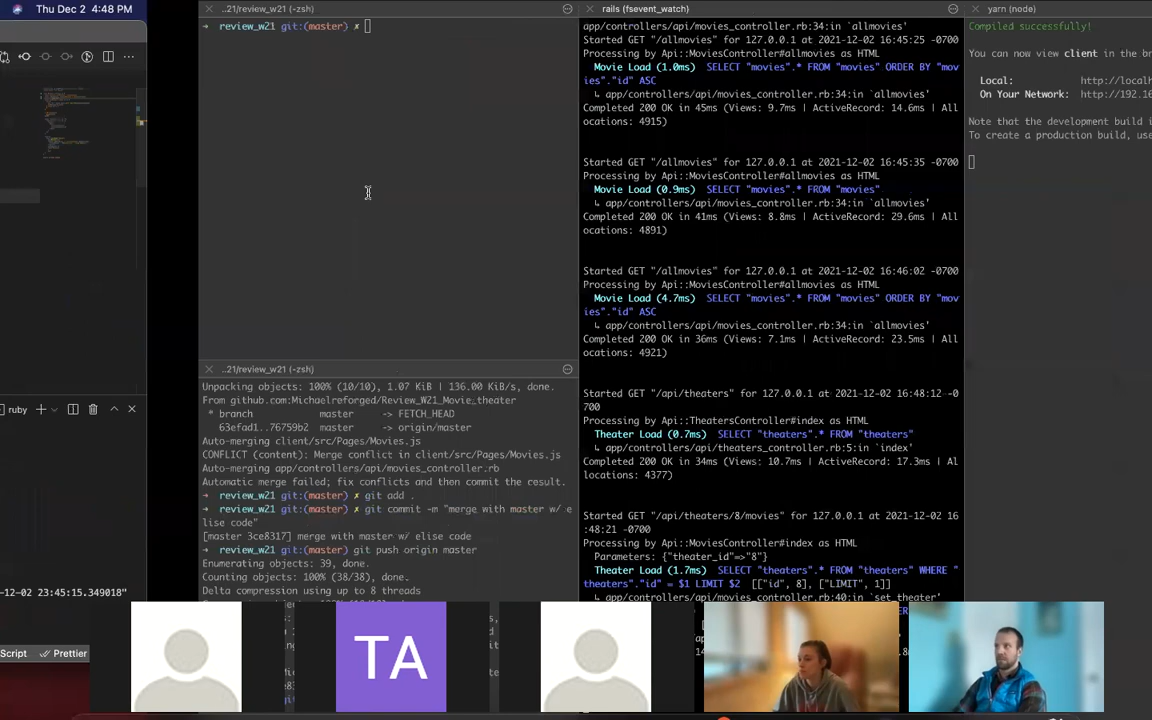 Thu Dec 2 4:48 PM
ruby
-12-02 23:45:15.349018"
Script
Prettier
..21/review_w21 (-zsh)
➜ review_w21 git:(master) ✗
..21/review_w21 (-zsh)
Unpacking objects: 100% (10/10), 1.07 KiB | 136.00 KiB/s, done.
From github.com:Michaelreforged/Review_W21_Movie_theater
* branch master -> FETCH_HEAD
63efad1..76759b2 master -> origin/master
Auto-merging client/src/Pages/Movies.js
CONFLICT (content): Merge conflict in client/src/Pages/Movies.js
Auto-merging app/controllers/api/movies_controller.rb
Automatic merge failed; fix conflicts and then commit the result.
➜ review_w21 git:(master) ✗ git add .
➜ review_w21 git:(master) ✗ git commit -m "merge with master w/ e
lise code"
[master 3ce8317] merge with master w/ elise code
➜ review_w21 git:(master) git push origin master
Enumerating objects: 39, done.
Counting objects: 100% (38/38), done.
Delta compression using up to 8 threads
TA
rails (fsevent_watch)
app/controllers/api/movies_controller.rb:34:in `allmovies'
Started GET "/allmovies" for 127.0.0.1 at 2021-12-02 16:45:25 -0700
Processing by Api::MoviesController#allmovies as HTML
Movie Load (1.0ms) SELECT "movies".* FROM "movies" ORDER BY "mov
ies"."id" ASC
↳ app/controllers/api/movies_controller.rb:34:in `allmovies'
Completed 200 OK in 45ms (Views: 9.7ms | ActiveRecord: 14.6ms | All
ocations: 4915)
Started GET "/allmovies" for 127.0.0.1 at 2021-12-02 16:45:35 -0700
Processing by Api::MoviesController#allmovies as HTML
Movie Load (0.9ms) SELECT "movies".* FROM "movies"
↳ app/controllers/api/movies_controller.rb:34:in `allmovies'
Completed 200 OK in 41ms (Views: 8.8ms | ActiveRecord: 29.6ms | All
ocations: 4891)
Started GET "/allmovies" for 127.0.0.1 at 2021-12-02 16:46:02 -0700
Processing by Api::MoviesController#allmovies as HTML
Movie Load (4.7ms) SELECT "movies".* FROM "movies" ORDER BY "mov
ies"."id" ASC
↳ app/controllers/api/movies_controller.rb:34:in `allmovies'
Completed 200 OK in 36ms (Views: 7.1ms | ActiveRecord: 23.5ms | All
ocations: 4921)
Started GET "/api/theaters" for 127.0.0.1 at 2021-12-02 16:48:12 -0
700
Processing by Api::TheatersController#index as HTML
Theater Load (0.7ms) SELECT "theaters".* FROM "theaters"
↳ app/controllers/api/theaters_controller.rb:5:in `index'
Completed 200 OK in 34ms (Views: 10.7ms | ActiveRecord: 17.3ms | Al
locations: 4377)
Started GET "/api/theaters/8/movies" for 127.0.0.1 at 2021-12-02 16
:48:21 -0700
Processing by Api::MoviesController#index as HTML
Parameters: {"theater_id"=>"8"}
Theater Load (1.7ms) SELECT "theaters".* FROM "theaters" WHERE "
theaters"."id" = $1 LIMIT $2 [["id", 8], ["LIMIT", 1]]
↳ app/controllers/api/movies_controller.rb:40:in `set_theater'
yarn (node)
Compiled successfully!
You can now view client in the br
Local: http://localh
On Your Network: http://192.16
Note that the development build i
To create a production build, use